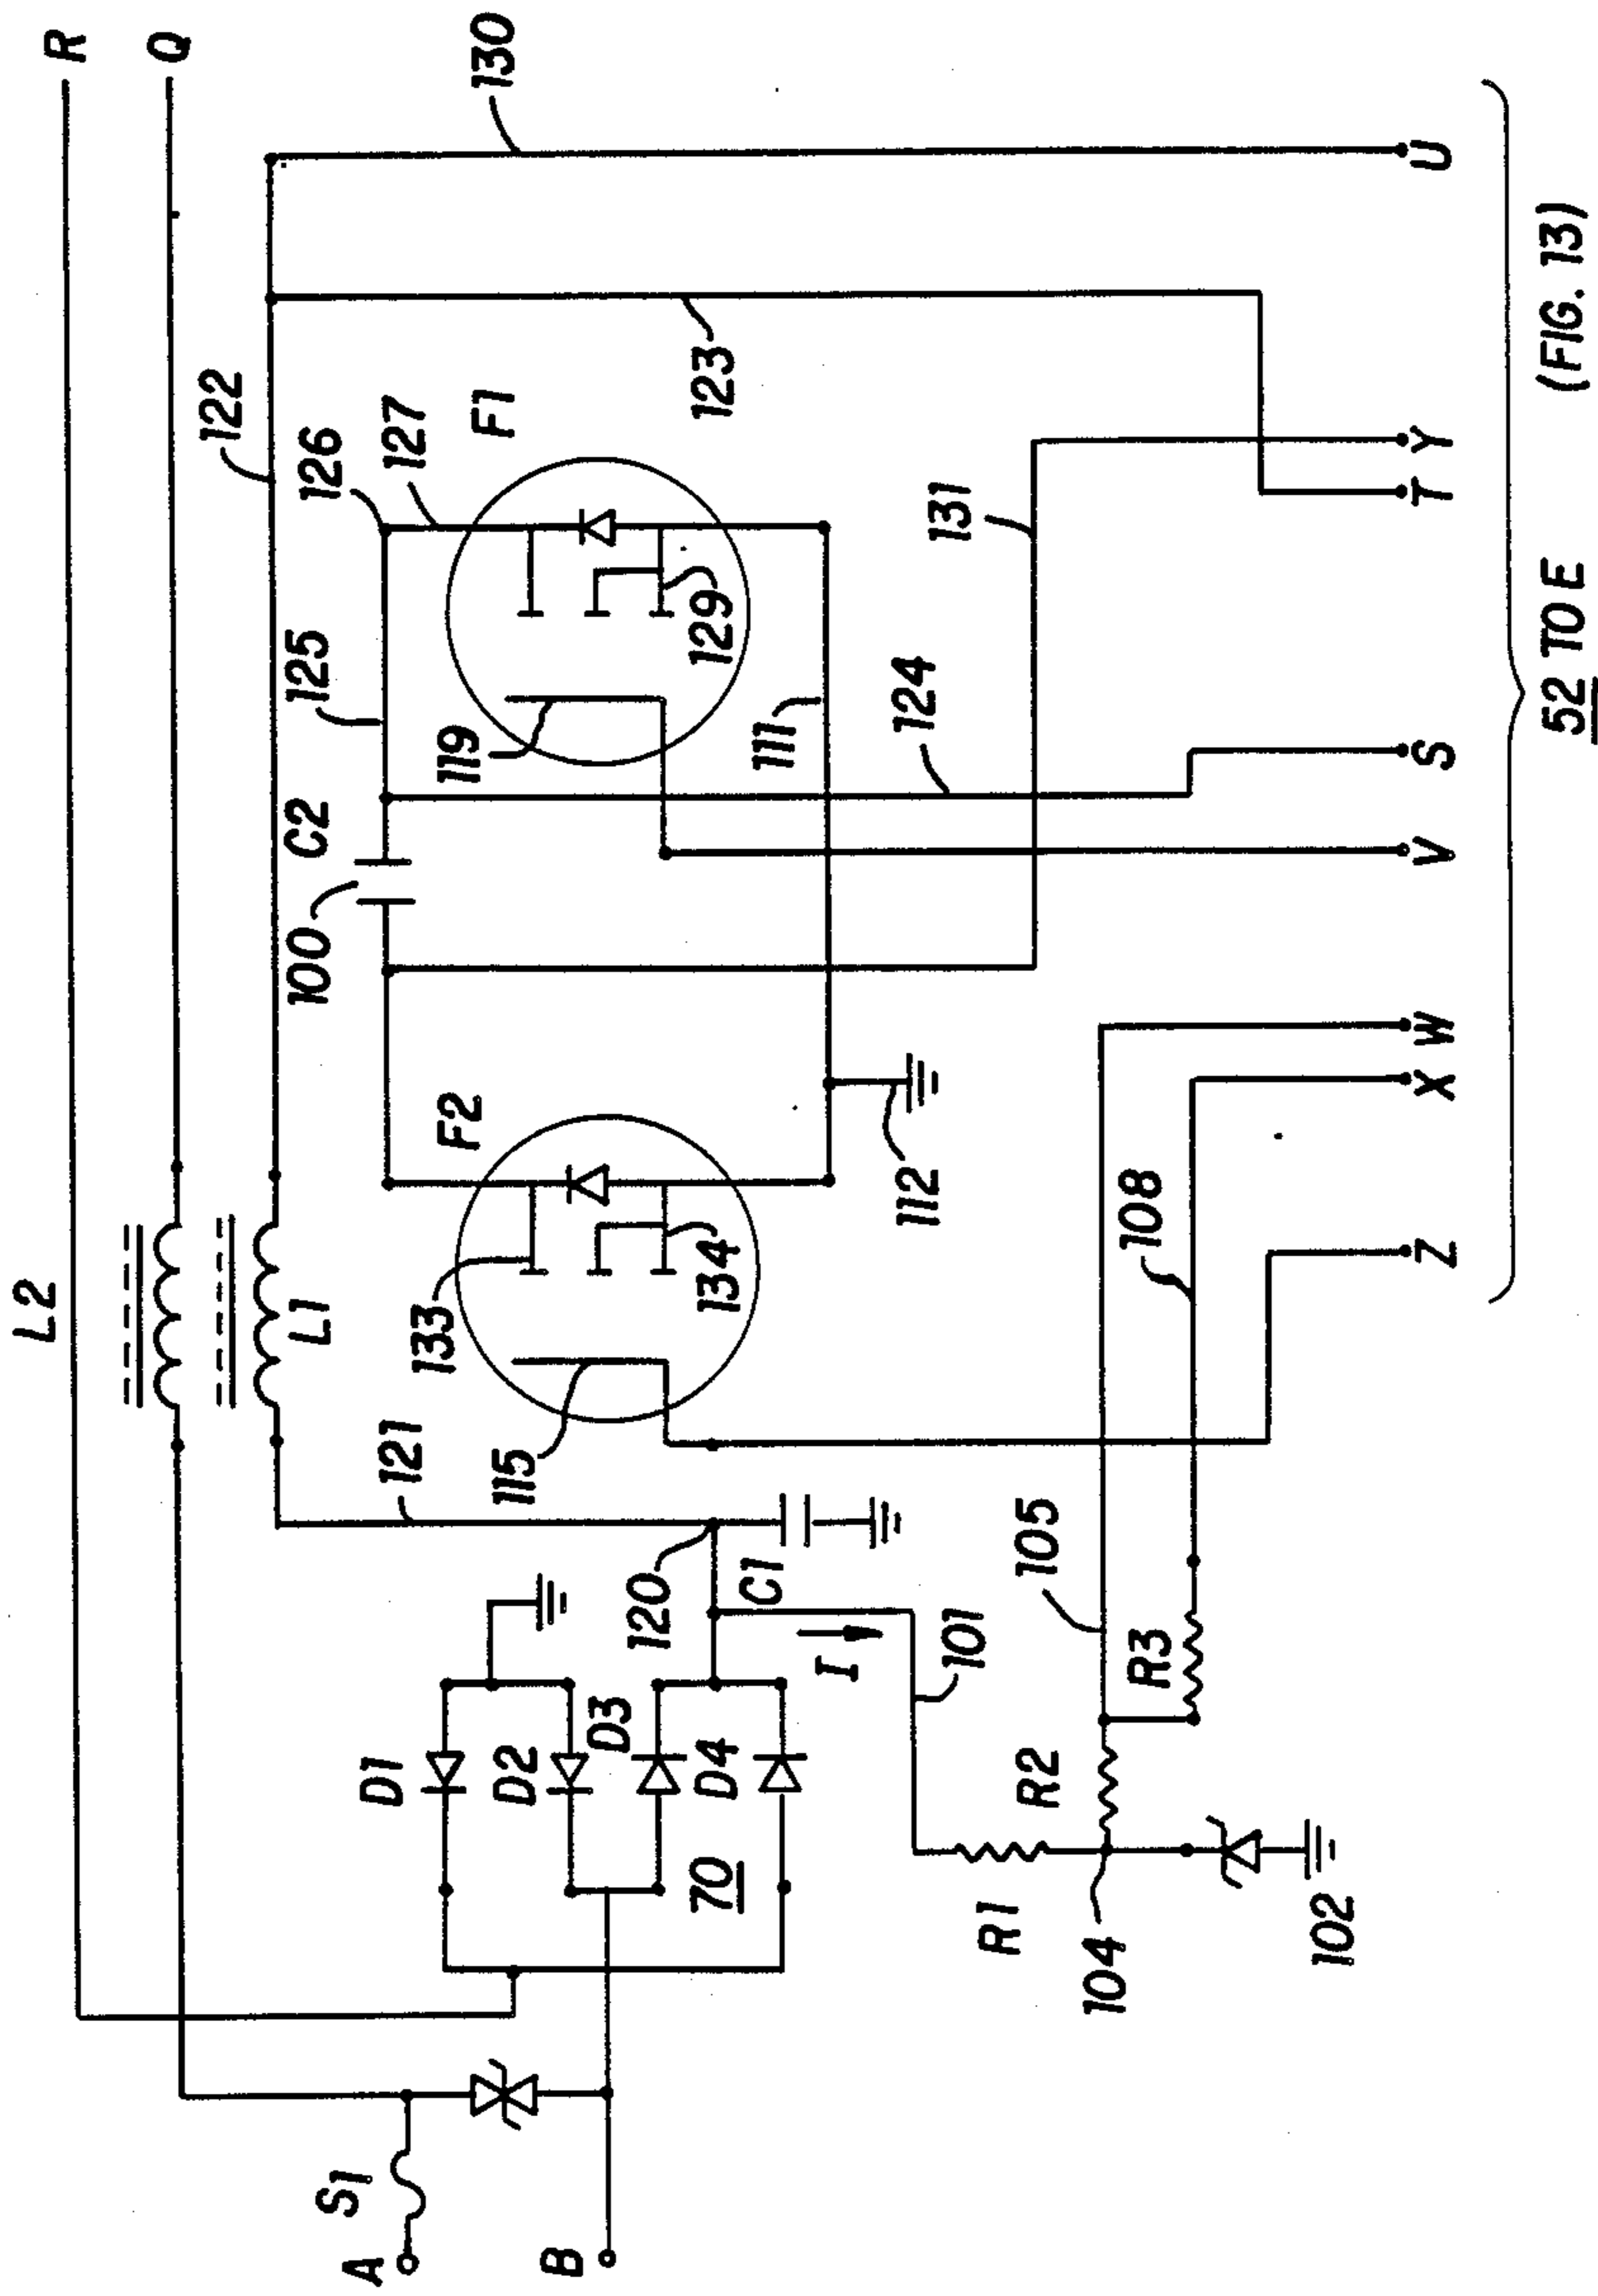 R
Q
L2
122
130
L1
125
126
127
C2
100
121
F2
F1
123
133
119
129
115
134
111
131
124
112
108
D1
D2
D3
D4
70
120
C1
I
101
105
R1
R2
R3
104
102
S1
A
B
Z
X
W
V
S
T
Y
U
52 TO E
(FIG. 13)